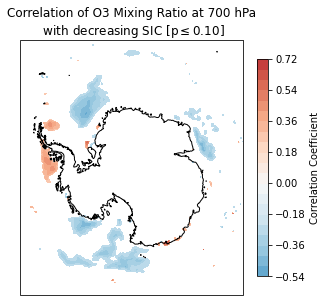 Correlation of O3 Mixing Ratio at 700 hPa
with decreasing SIC [p ≤ 0.10]
0.72
0.54
0.36
0.18
0.00
−0.18
−0.36
−0.54
Correlation Coefficient